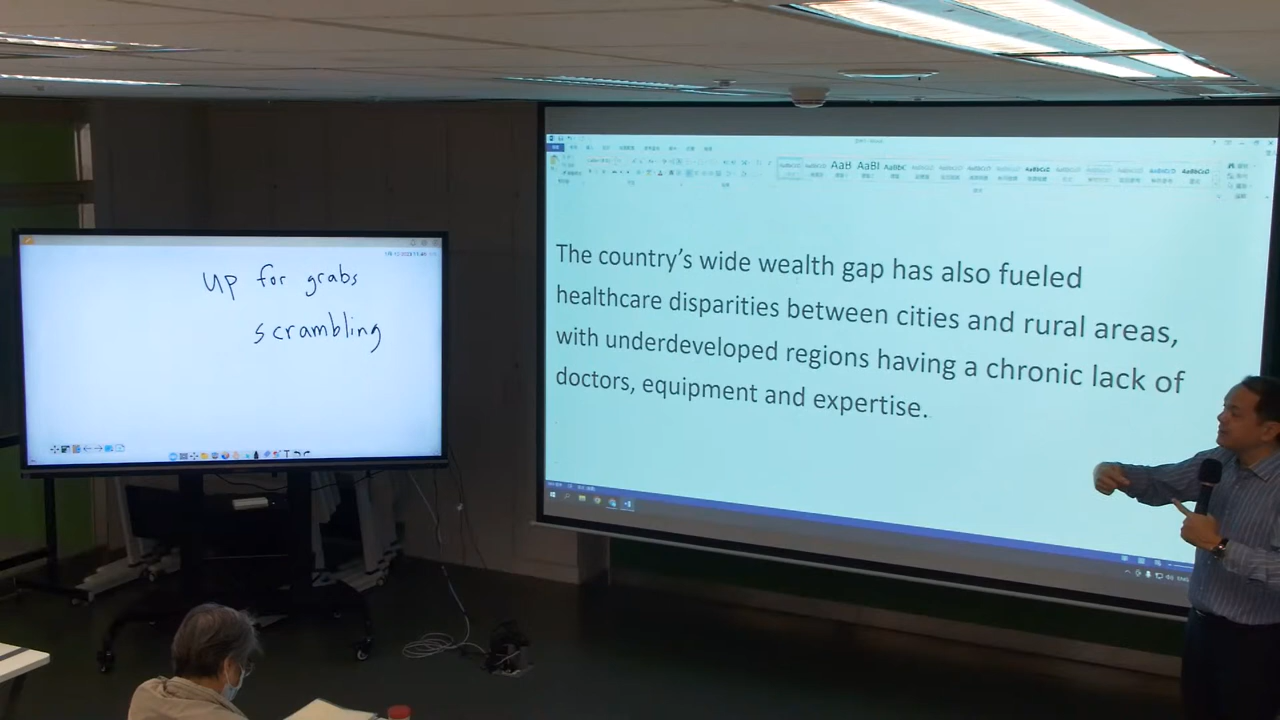 up for grabs
scrambling
The country's wide wealth gap has also fueled
healthcare disparities between cities and rural areas,
with underdeveloped regions having a chronic lack of
doctors, equipment and expertise.